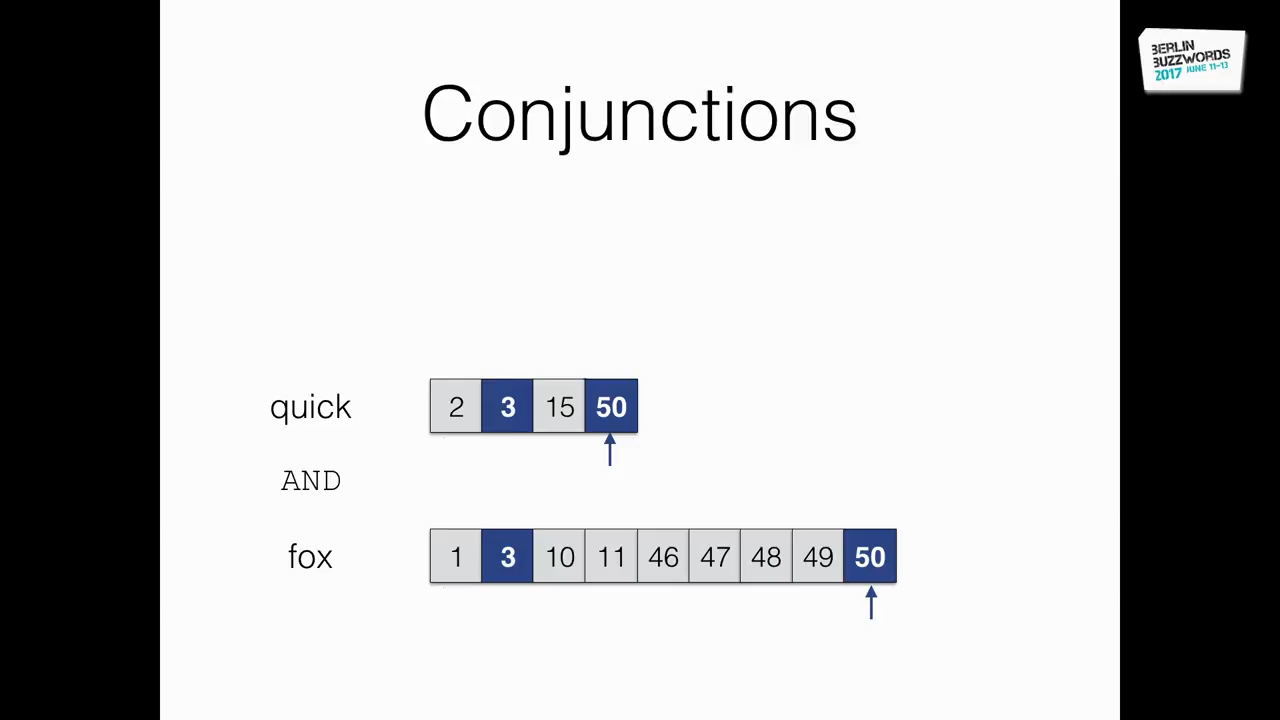 BERLIN
BUZZWORDS
2017 JUNE 11-13
Conjunctions
quick 2 3 15 50
AND
fox 1 3 10 11 46 47 48 49 50